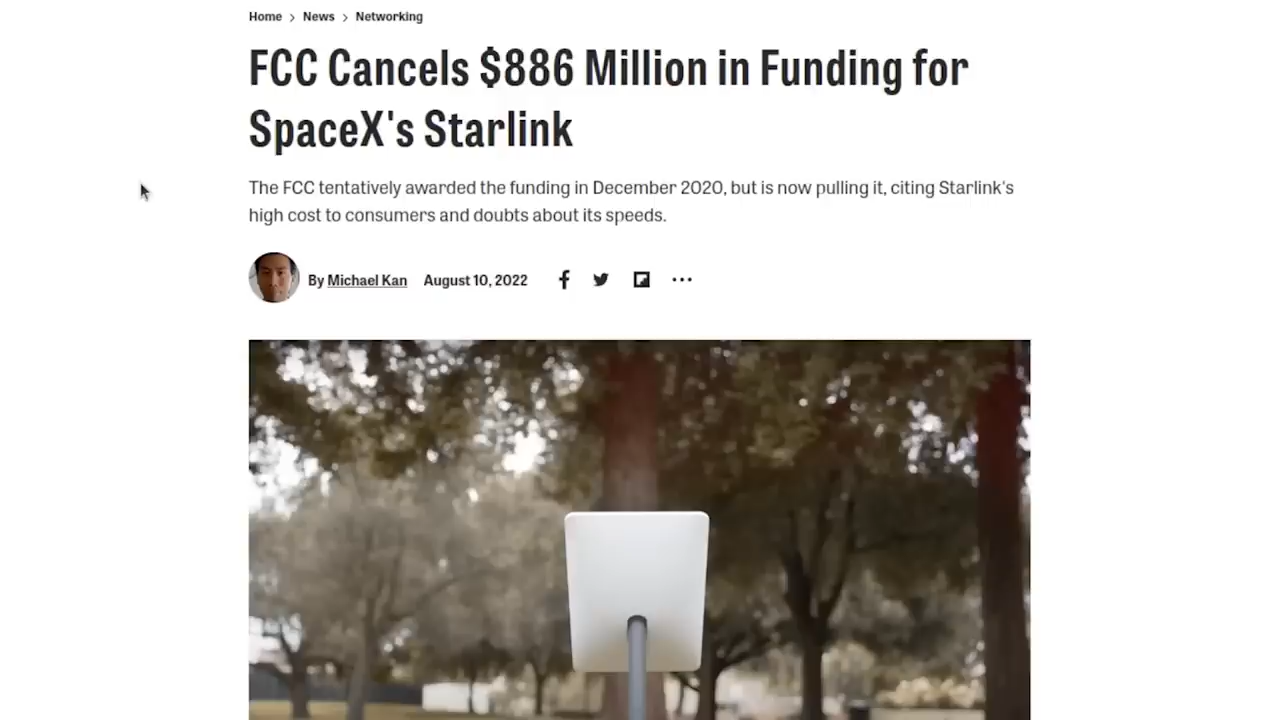 Home > News > Networking
FCC Cancels $886 Million in Funding for
SpaceX's Starlink
The FCC tentatively awarded the funding in December 2020, but is now pulling it, citing Starlink's
high cost to consumers and doubts about its speeds.
By Michael Kan August 10, 2022